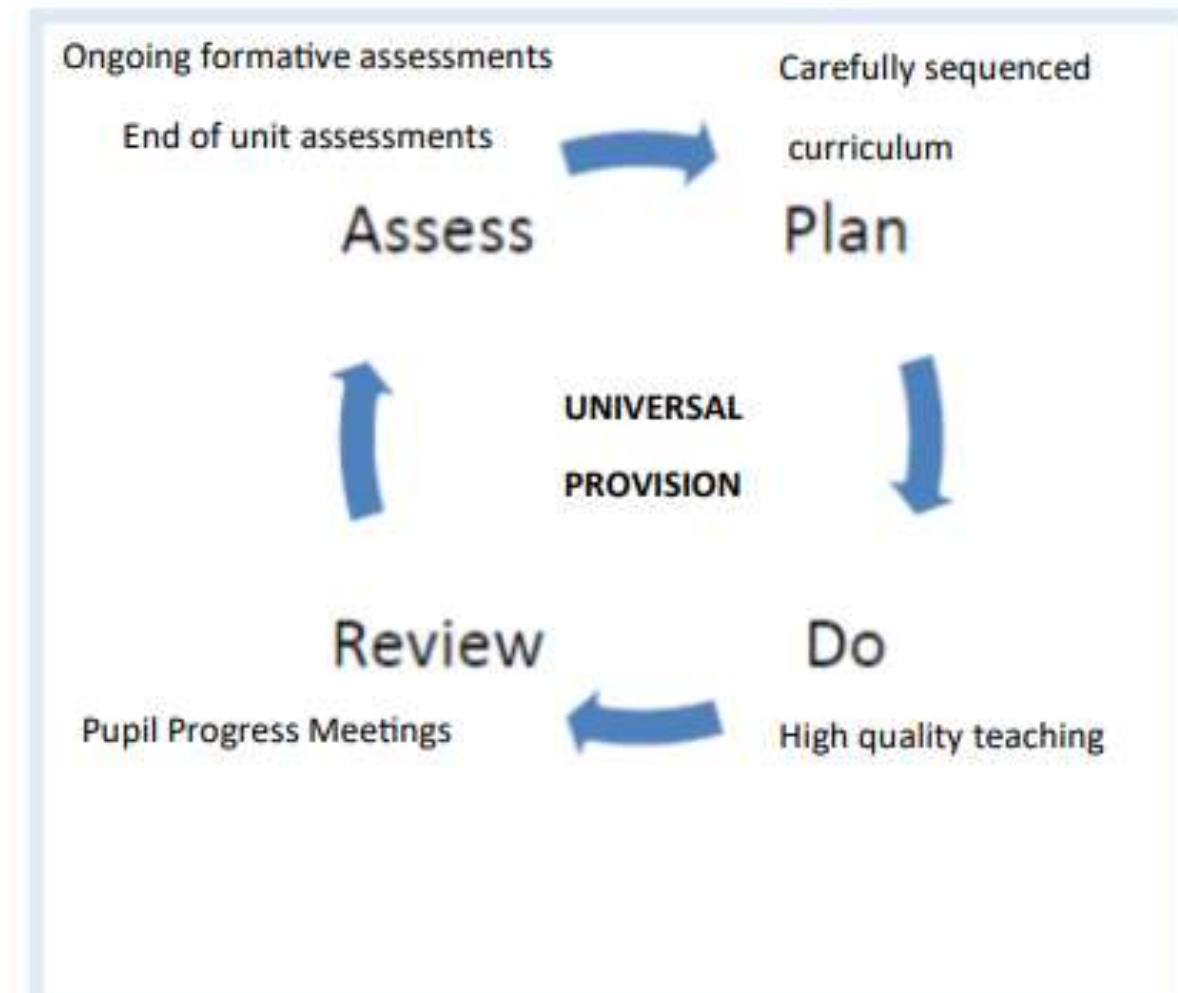 Ongoing formative assessments
End of unit assessments
Assess
Carefully sequenced
curriculum
Plan
UNIVERSAL
PROVISION
Review
Pupil Progress Meetings
Do
High quality teaching